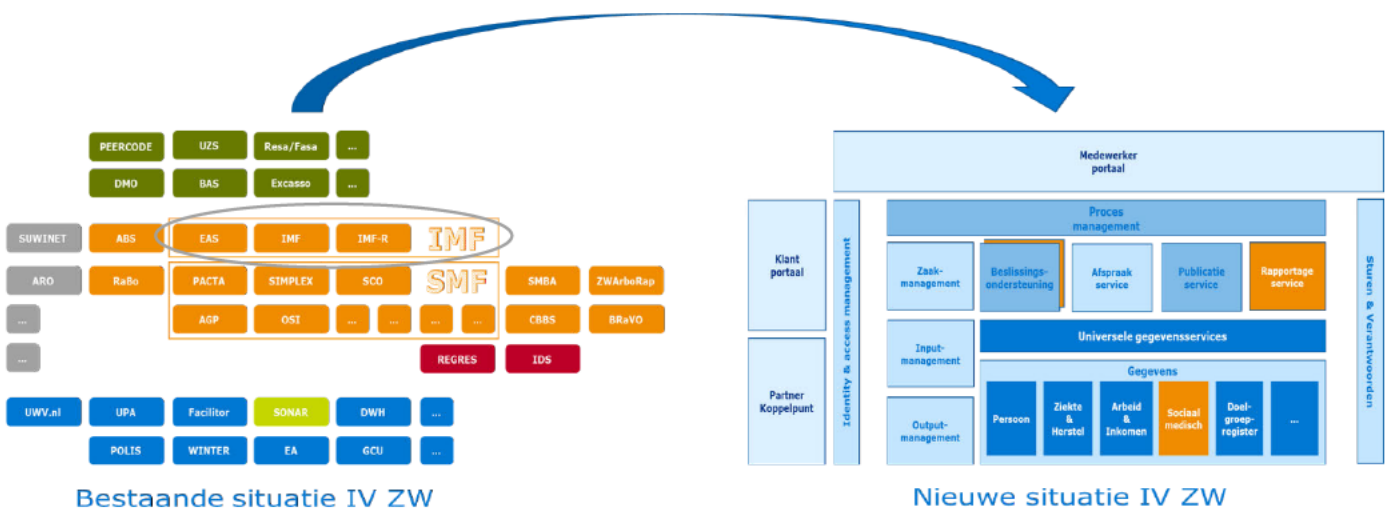 PEERCODE UZS Resa/Fasa ...
DMO BAS Excasso ...
SUWINET ABS EAS IMF IMF-R IMF
ARO RaBo PACTA SIMPLEX SCO SMF SMBA ZWArboRap
... AGP OSI ... ... ... ... CBBS BRaVO
... REGRES IDS
UWV.nl UPA Facilitor SONAR DWH ...
POLIS WINTER EA GCU ...
Bestaande situatie IV ZW
Medewerker
portaal
Klant
portaal
Partner
Koppelpunt
Identity & access management
Proces
management
Zaak-
management
Beslissings-
ondersteuning
Afspraak
service
Publicatie
service
Rapportage
service
Input-
management
Universele gegevensservices
Output-
management
Gegevens
Persoon
Ziekte
&
Herstel
Arbeid
&
Inkomen
Sociaal
medisch
Doel-
groep-
register
...
Sturen & Verantwoorden
Nieuwe situatie IV ZW